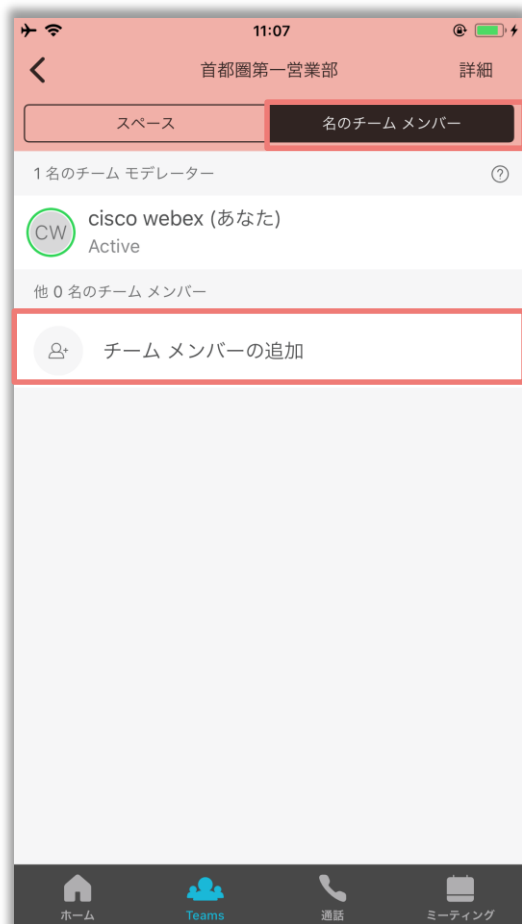 11:07
首都圏第一営業部 詳細
スペース 名のチーム メンバー
1 名のチーム モデレーター
CW cisco webex (あなた)
Active
他 0 名のチーム メンバー
チーム メンバーの追加
ホーム Teams 通話 ミーティング